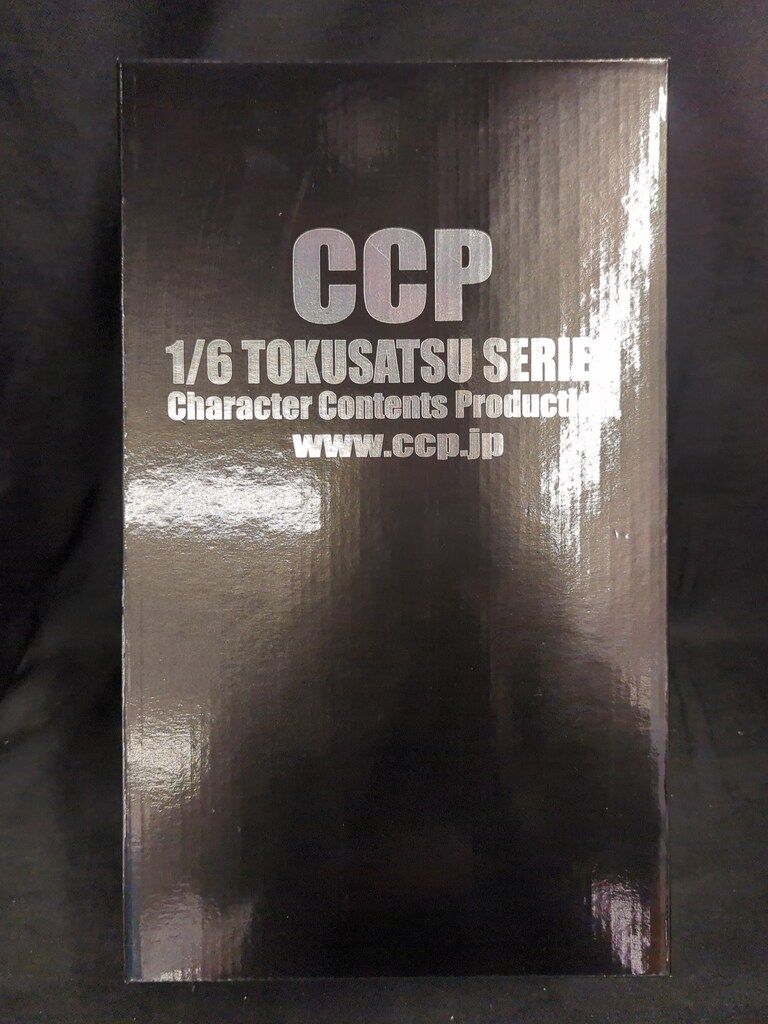 CCP
1/6 TOKUSATSU SERIE
Character Contents Producti
www.ccp.jp